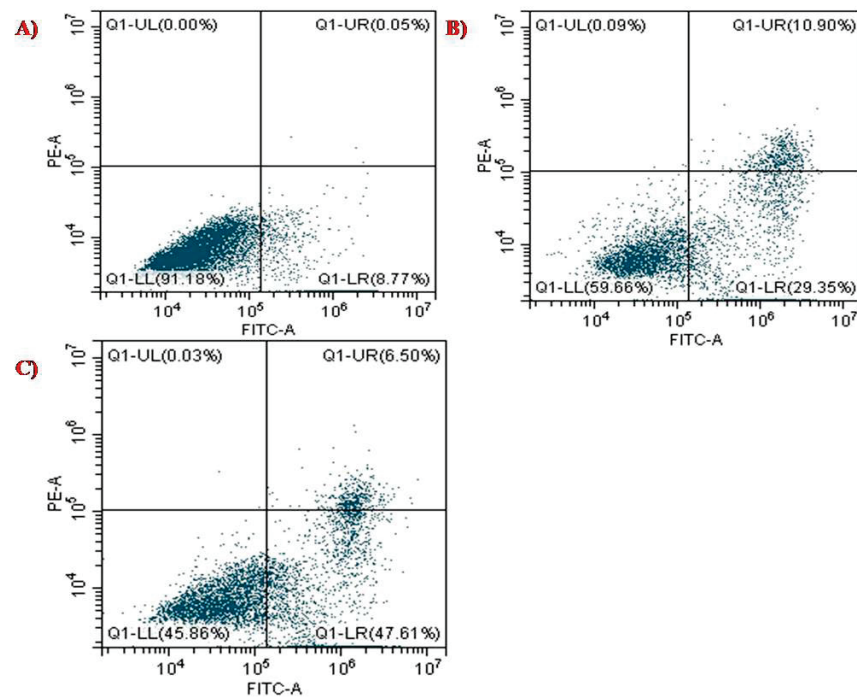 A)
Q1-UL(0.00%) Q1-UR(0.05%)
10^7
10^6
10^5
10^4
PE-A
Q1-LL(91.18%) Q1-LR(8.77%)
10^4 10^5 10^6 10^7
FITC-A
B)
Q1-UL(0.09%) Q1-UR(10.90%)
10^7
10^6
10^5
10^4
PE-A
Q1-LL(59.66%) Q1-LR(29.35%)
10^4 10^5 10^6 10^7
FITC-A
C)
Q1-UL(0.03%) Q1-UR(6.50%)
10^7
10^6
10^5
10^4
PE-A
Q1-LL(45.86%) Q1-LR(47.61%)
10^4 10^5 10^6 10^7
FITC-A